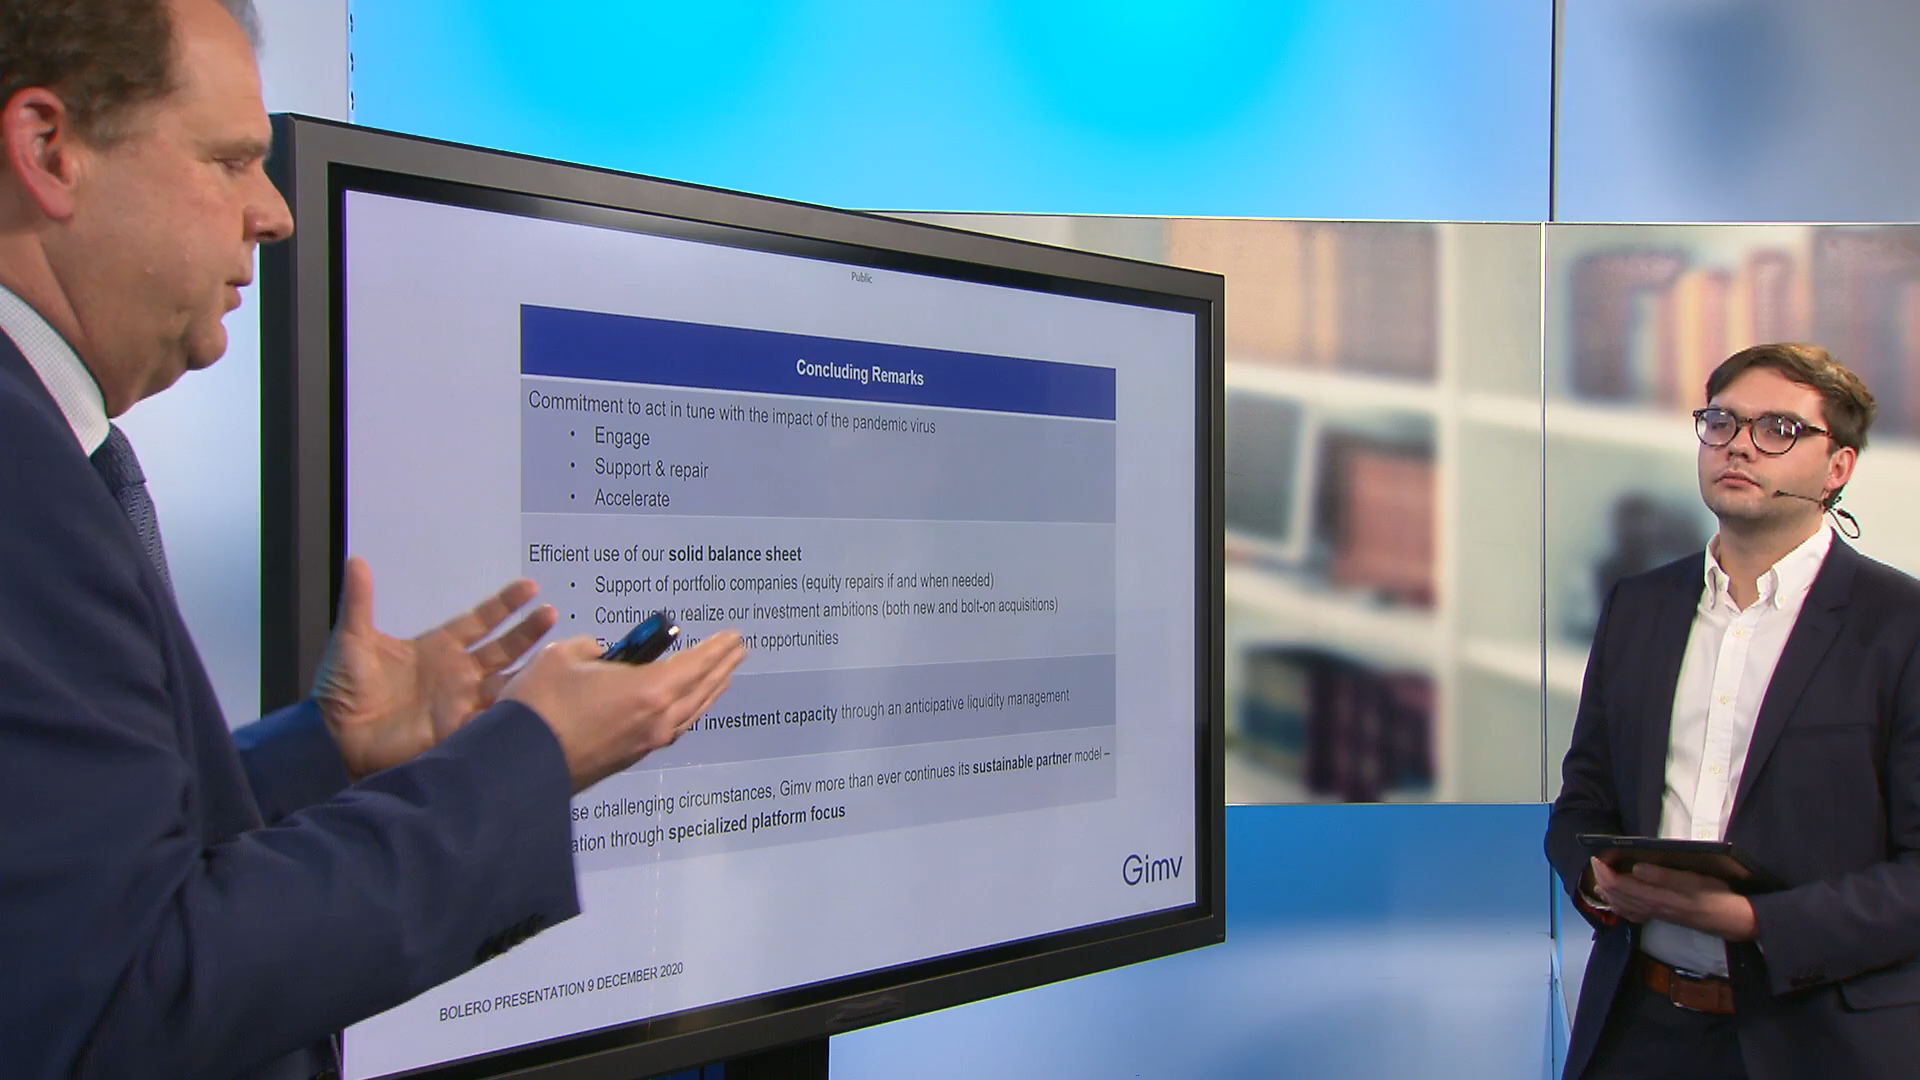 Public
Concluding Remarks
Commitment to act in tune with the impact of the pandemic virus
• Engage
• Support & repair
• Accelerate
Efficient use of our solid balance sheet
• Support of portfolio companies (equity repairs if and when needed)
• Continue to realize our investment ambitions (both new and bolt-on acquisitions)
opportunities
investment capacity through an anticipative liquidity management
challenging circumstances, Gimv more than ever continues its sustainable partner model –
through specialized platform focus
Gimv
BOLERO PRESENTATION 9 DECEMBER 2020